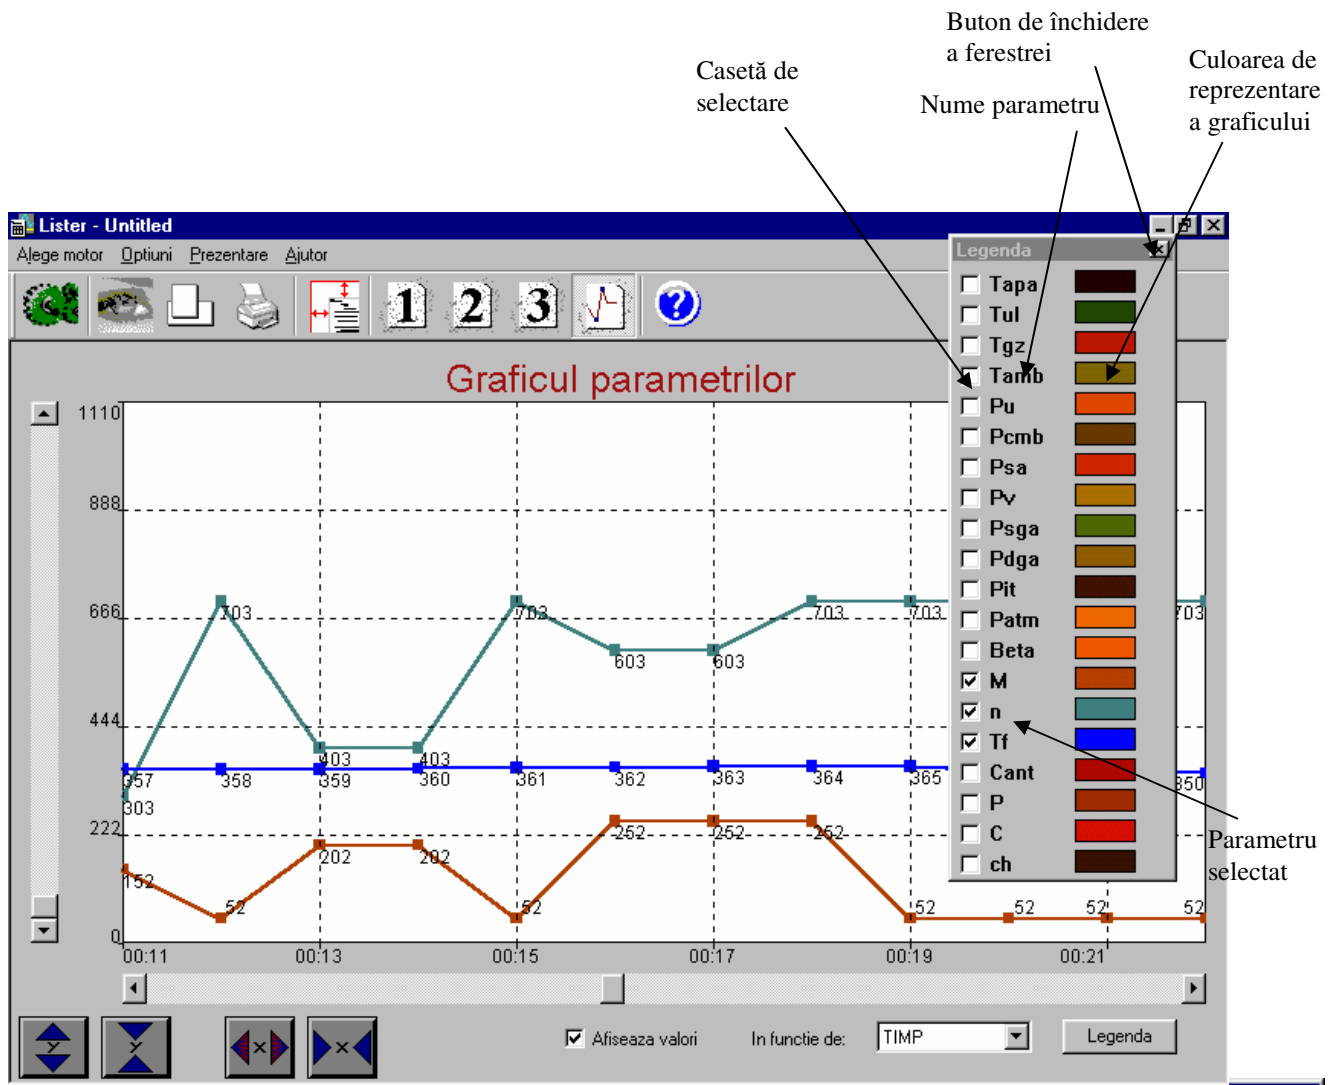 Buton de închidere
a ferestrei
Casetă de
selectare
Nume parametru
Culoarea de
reprezentare
a graficului
Lister - Untitled
Alege motor Optiuni Prezentare Ajutor
1 2 3 ?
Legenda
Tapa
Tul
Tgz
Tamb
Pu
Pcmb
Psa
Pv
Psga
Pdga
Pit
Patm
Beta
M
n
Tf
Cant
P
C
ch
Graficul parametrilor
1110
888
666
444
222
0
703 703 703 703 703
603 603
403 403
357 358 359 360 361 362 363 364 365 350
303
252 252 252
202 202
152
52 52 52 52 52 52
00:11 00:13 00:15 00:17 00:19 00:21
Parametru
selectat
Y Y X X
Afiseaza valori In functie de: TIMP Legenda